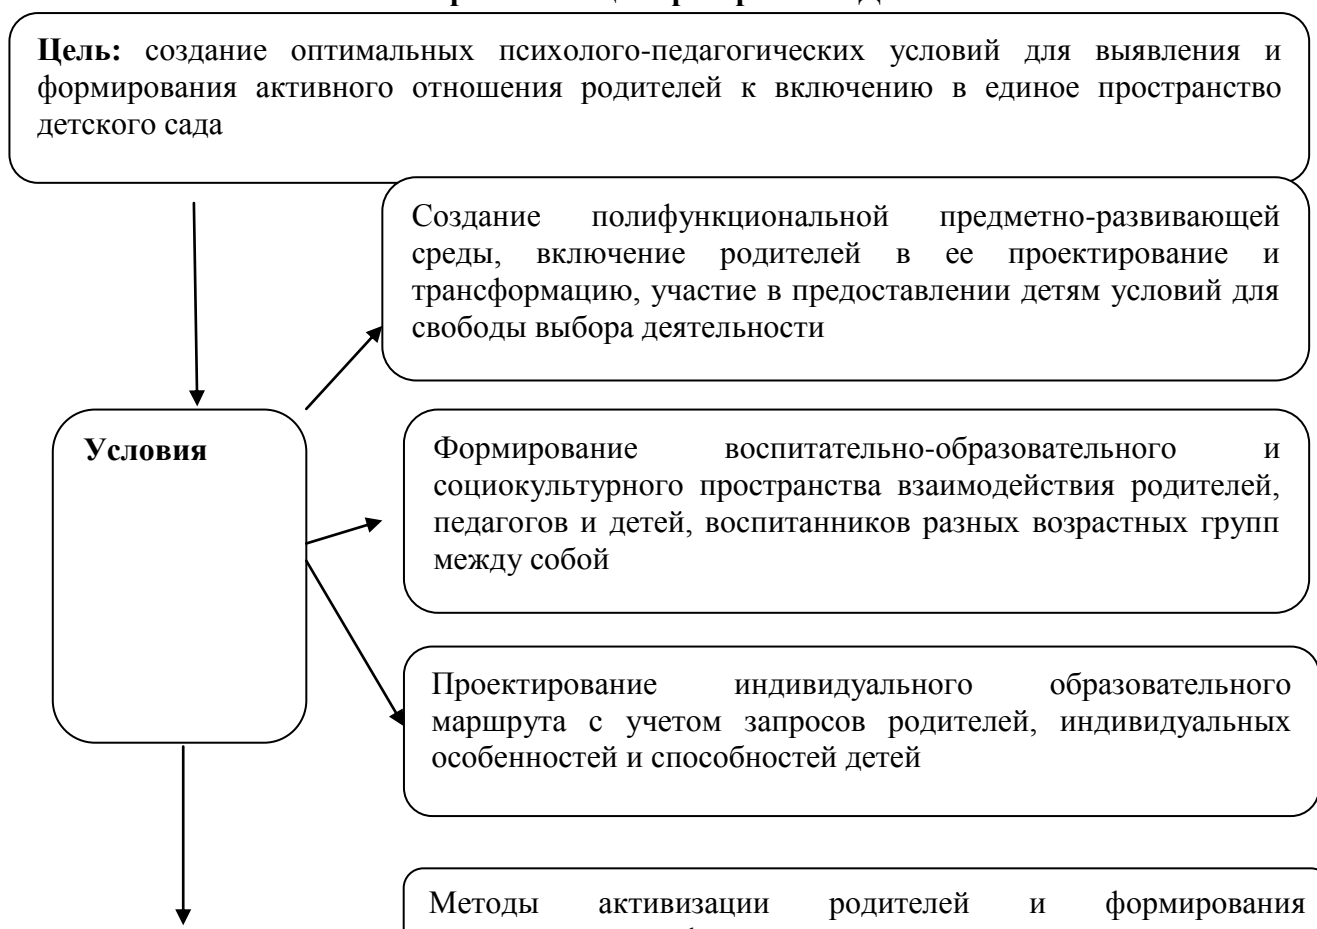 Цель: создание оптимальных психолого-педагогических условий для выявления и
формирования активного отношения родителей к включению в единое пространство
детского сада
Создание полифункциональной предметно-развивающей
среды, включение родителей в ее проектирование и
трансформацию, участие в предоставлении детям условий для
свободы выбора деятельности
Условия
Формирование воспитательно-образовательного и
социокультурного пространства взаимодействия родителей,
педагогов и детей, воспитанников разных возрастных групп
между собой
Проектирование индивидуального образовательного
маршрута с учетом запросов родителей, индивидуальных
особенностей и способностей детей
Методы активизации родителей и формирования